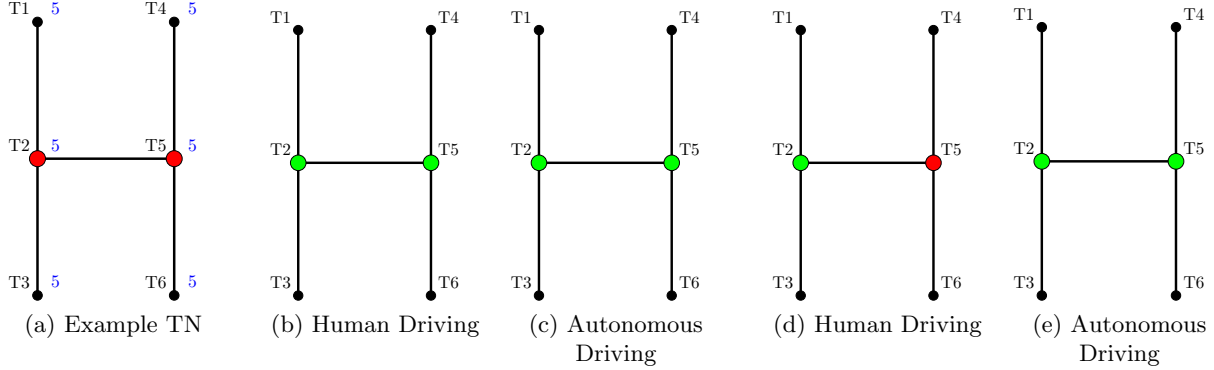 T1 5 T4 5
T2 5 T5 5
T3 5 T6 5
(a) Example TN
T1 T4
T2 T5
T3 T6
(b) Human Driving
T1 T4
T2 T5
T3 T6
(c) Autonomous
Driving
T1 T4
T2 T5
T3 T6
(d) Human Driving
T1 T4
T2 T5
T3 T6
(e) Autonomous
Driving